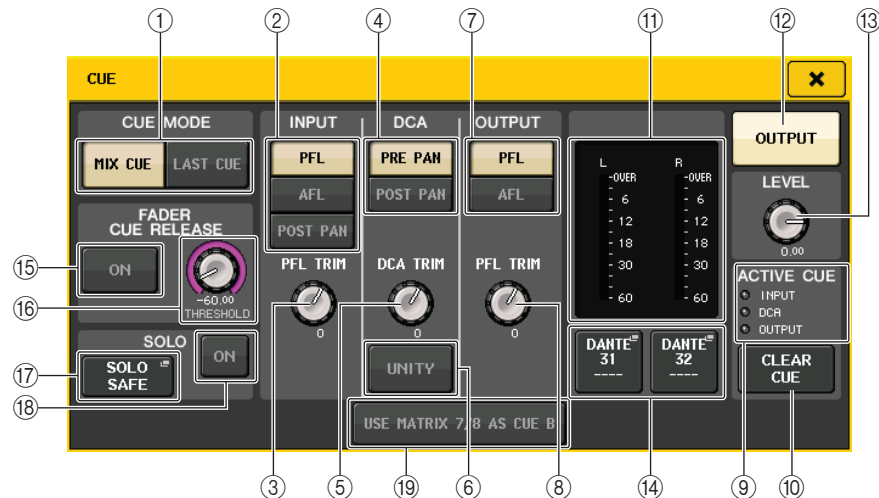 ① ② ④ ⑦ ⑪ ⑫ ⑬
CUE
CUE MODE
MIX CUE LAST CUE
INPUT
PFL
AFL
POST PAN
PFL TRIM
0
DCA
PRE PAN
POST PAN
DCA TRIM
0
UNITY
OUTPUT
PFL
AFL
PFL TRIM
0
L R
OVER OVER
6 6
12 12
18 18
30 30
60 60
DANTE 31 ----
DANTE 32 ----
OUTPUT
LEVEL
0.00
ACTIVE CUE
INPUT
DCA
OUTPUT
CLEAR
CUE
FADER
CUE RELEASE
ON
-60.00
THRESHOLD
SOLO
SOLO
SAFE
ON
USE MATRIX 7/8 AS CUE B
⑮
⑯
⑰
⑱
③ ⑤ ⑲ ⑥ ⑧ ⑭ ⑨ ⑩